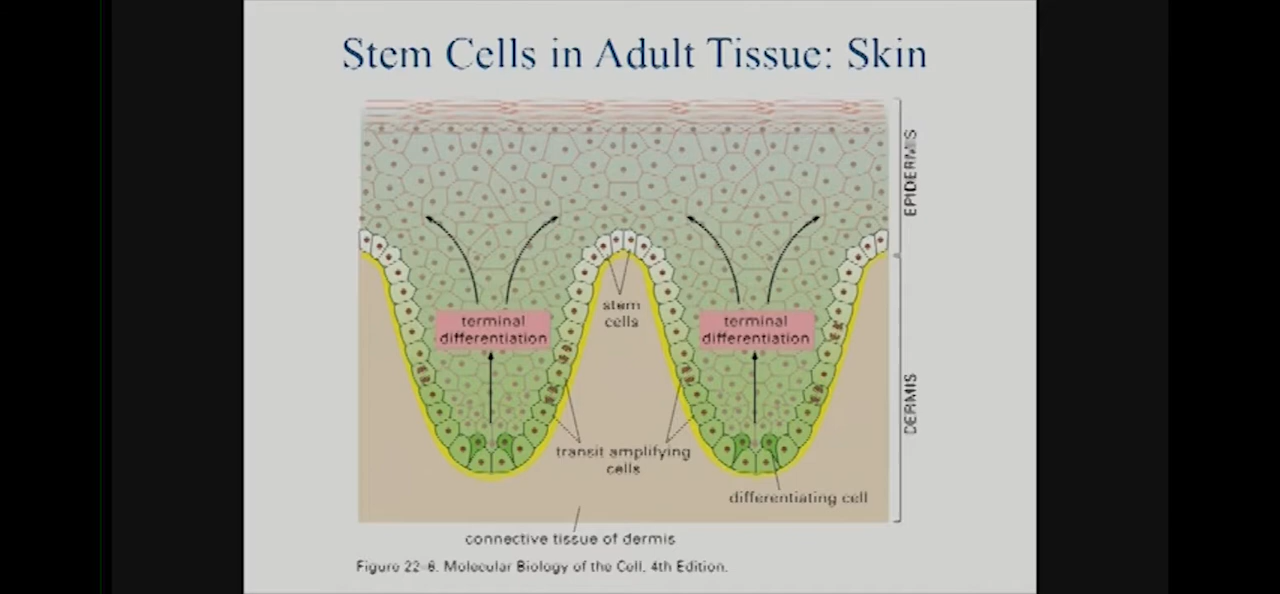 Stem Cells in Adult Tissue: Skin
EPIDERMIS
stem
cells
terminal
differentiation
terminal
differentiation
DERMIS
transit amplifying
cells
differentiating cell
connective tissue of dermis
Figure 22-6. Molecular Biology of the Cell, 4th Edition.